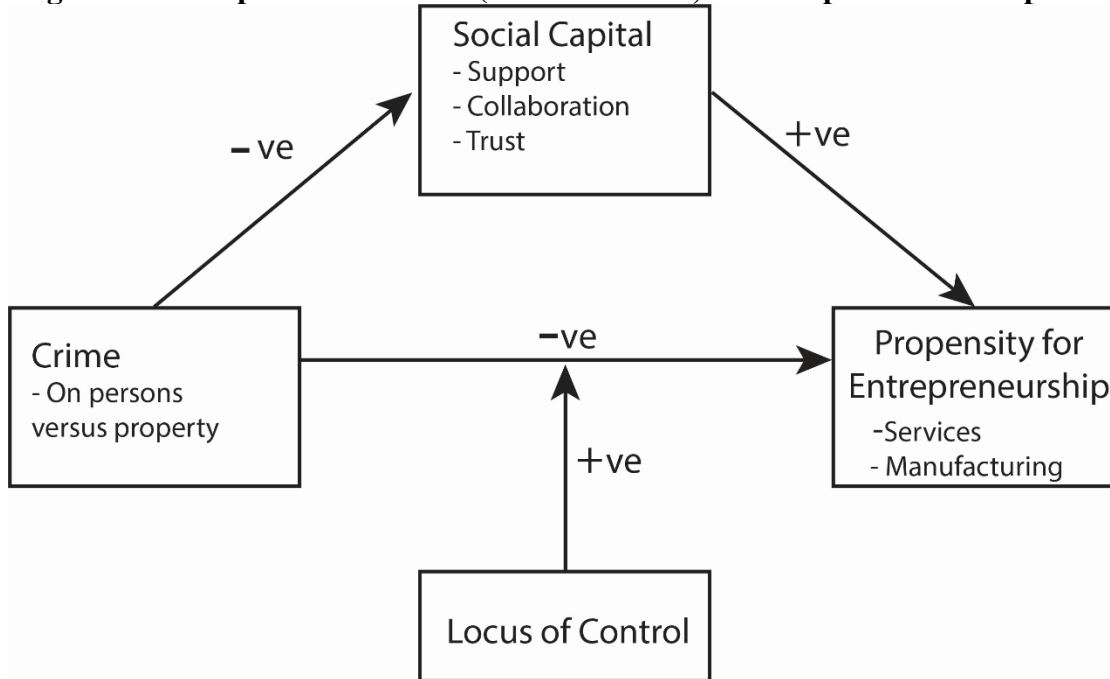 Social Capital
- Support
- Collaboration
- Trust
- ve
+ve
Crime
- On persons
versus property
-ve
Propensity for
Entrepreneurship
-Services
- Manufacturing
+ve
Locus of Control